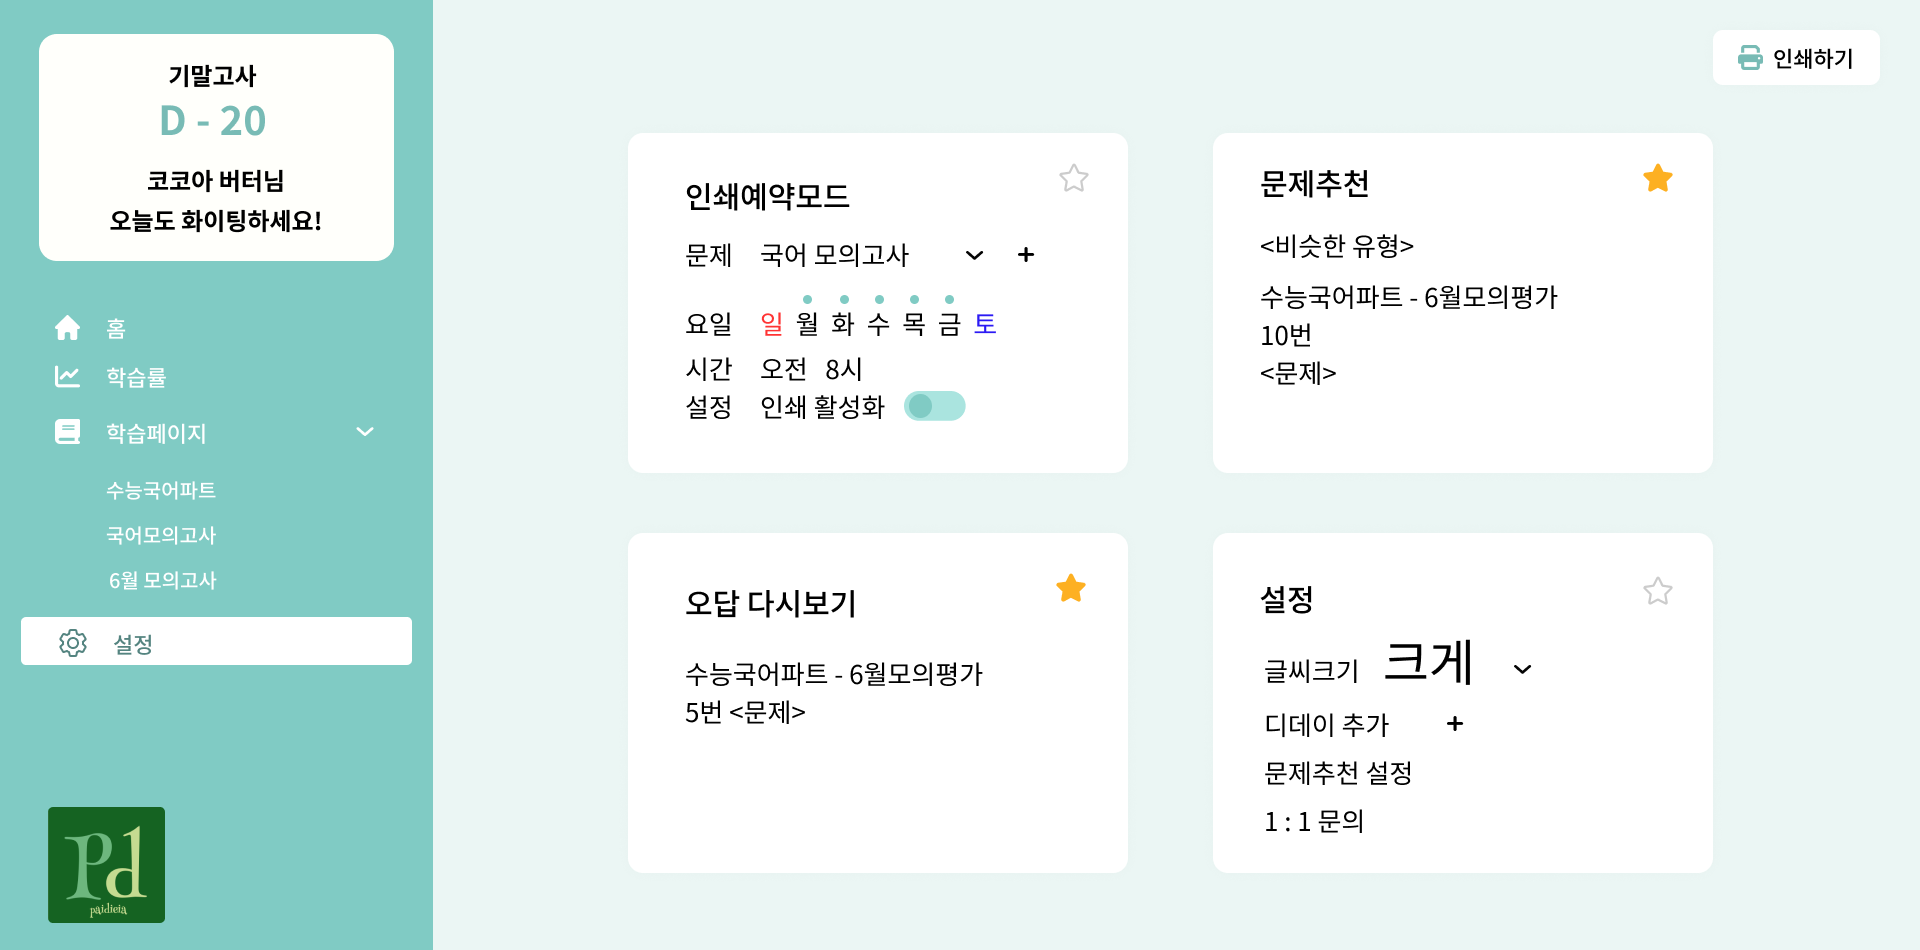 기말고사
D - 20
코코아 버터님
오늘도 화이팅하세요!
홈
학습률
학습페이지
수능국어파트
국어모의고사
6월 모의고사
설정
pd
paidieia
인쇄하기
인쇄예약모드
문제 국어 모의고사 +
요일 일 월 화 수 목 금 토
시간 오전 8시
설정 인쇄 활성화
문제추천
<비슷한 유형>
수능국어파트 - 6월모의평가
10번
<문제>
오답 다시보기
수능국어파트 - 6월모의평가
5번 <문제>
설정
글씨크기 크게
디데이 추가 +
문제추천 설정
1 : 1 문의